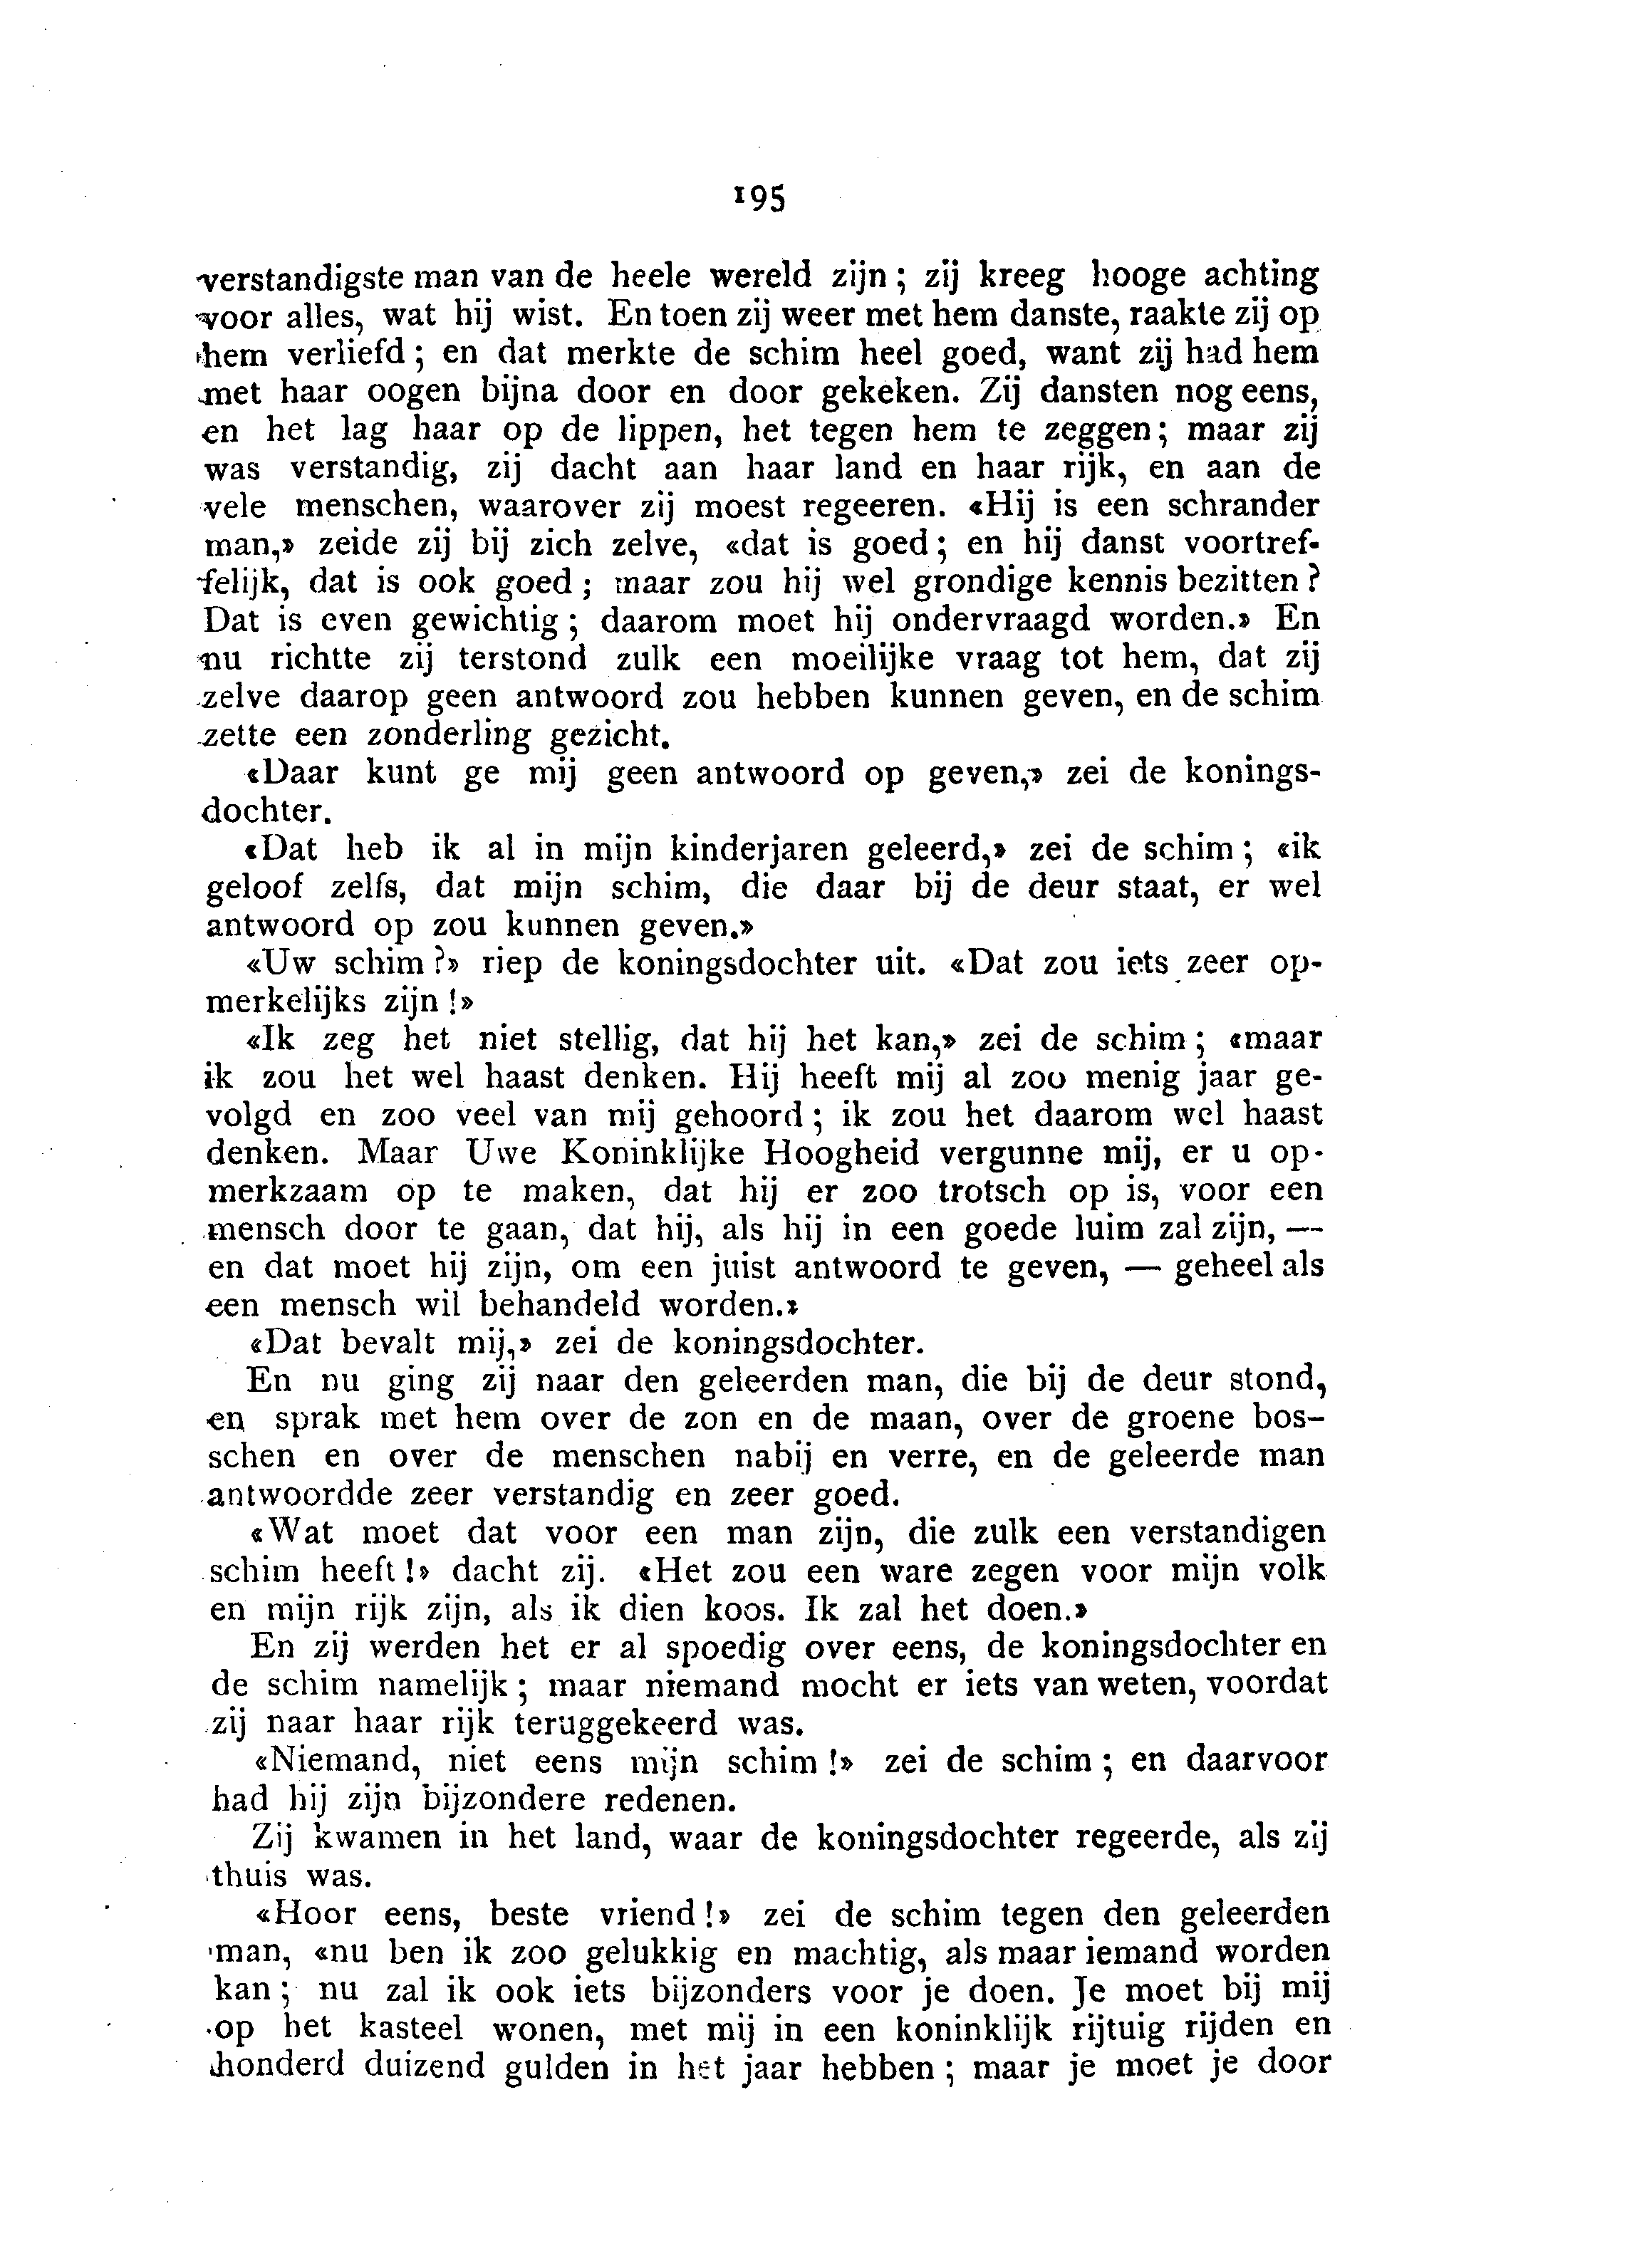 195
verstandigste man van de heele wereld zijn; zij kreeg hooge achting
voor alles, wat hij wist. En toen zij weer met hem danste, raakte zij op
hem verliefd; en dat merkte de schim heel goed, want zij had hem
met haar oogen bijna door en door gekeken. Zij dansten nog eens,
en het lag haar op de lippen, het tegen hem te zeggen; maar zij
was verstandig, zij dacht aan haar land en haar rijk, en aan de
vele menschen, waarover zij moest regeeren. «Hij is een schrander
man,» zeide zij bij zich zelve, «dat is goed; en hij danst voortref-
felijk, dat is ook goed; maar zou hij wel grondige kennis bezitten?
Dat is even gewichtig; daarom moet hij ondervraagd worden.» En
nu richtte zij terstond zulk een moeilijke vraag tot hem, dat zij
zelve daarop geen antwoord zou hebben kunnen geven, en de schim
zette een zonderling gezicht.
«Daar kunt ge mij geen antwoord op geven,» zei de konings-
dochter.
«Dat heb ik al in mijn kinderjaren geleerd,» zei de schim; «ik
geloof zelfs, dat mijn schim, die daar bij de deur staat, er wel
antwoord op zou kunnen geven.»
«Uw schim?» riep de koningsdochter uit. «Dat zou iets zeer op-
merkelijks zijn!»
«Ik zeg het niet stellig, dat hij het kan,» zei de schim; «maar
ik zou het wel haast denken. Hij heeft mij al zoo menig jaar ge-
volgd en zoo veel van mij gehoord; ik zou het daarom wel haast
denken. Maar Uwe Koninklijke Hoogheid vergunne mij, er u op-
merkzaam op te maken, dat hij er zoo trotsch op is, voor een
mensch door te gaan, dat hij, als hij in een goede luim zal zijn, —
en dat moet hij zijn, om een juist antwoord te geven, — geheel als
een mensch wil behandeld worden.»
«Dat bevalt mij,» zei de koningsdochter.
En nu ging zij naar den geleerden man, die bij de deur stond,
en sprak met hem over de zon en de maan, over de groene bos-
schen en over de menschen nabij en verre, en de geleerde man
antwoordde zeer verstandig en zeer goed.
«Wat moet dat voor een man zijn, die zulk een verstandigen
schim heeft!» dacht zij. «Het zou een ware zegen voor mijn volk
en mijn rijk zijn, als ik dien koos. Ik zal het doen.»
En zij werden het er al spoedig over eens, de koningsdochter en
de schim namelijk; maar niemand mocht er iets van weten, voordat
zij naar haar rijk teruggekeerd was.
«Niemand, niet eens mijn schim!» zei de schim; en daarvoor
had hij zijn bijzondere redenen.
Zij kwamen in het land, waar de koningsdochter regeerde, als zij
thuis was.
«Hoor eens, beste vriend!» zei de schim tegen den geleerden
man, «nu ben ik zoo gelukkig en machtig, als maar iemand worden
kan; nu zal ik ook iets bijzonders voor je doen. Je moet bij mij
op het kasteel wonen, met mij in een koninklijk rijtuig rijden en
honderd duizend gulden in het jaar hebben; maar je moet je door